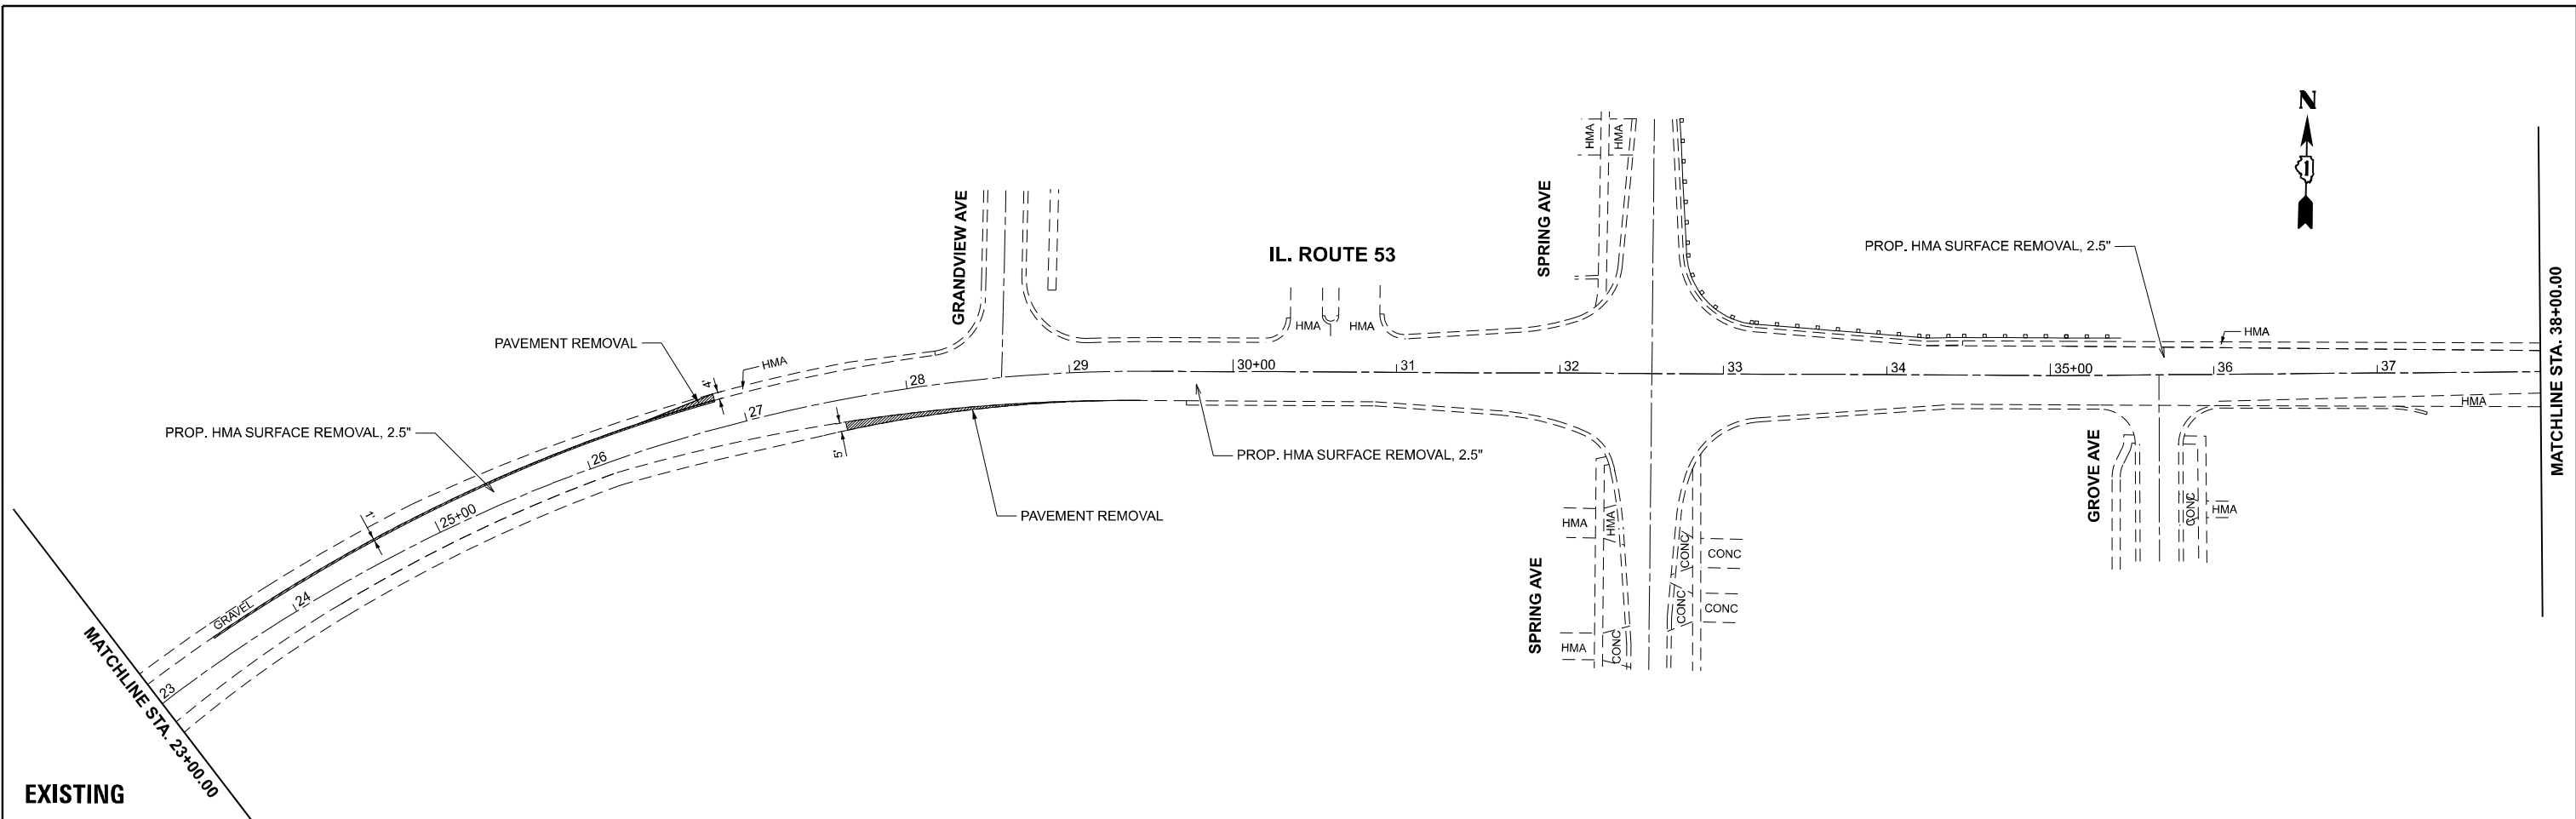 N
1
HMA
HMA
SPRING AVE
GRANDVIEW AVE
IL. ROUTE 53
PROP. HMA SURFACE REMOVAL, 2.5"
MATCHLINE STA. 38+00.00
HMA
HMA
HMA
PAVEMENT REMOVAL
HMA
4'
29
30+00
31
32
33
34
35+00
36
37
28
27
HMA
PROP. HMA SURFACE REMOVAL, 2.5"
26
5'
PROP. HMA SURFACE REMOVAL, 2.5"
GROVE AVE
1'
25+00
PAVEMENT REMOVAL
HMA
HMA
CONC
HMA
CONC
CONC
SPRING AVE
24
GRAVEL
CONC
CONC
HMA
CONC
23
MATCHLINE STA. 23+00.00
EXISTING